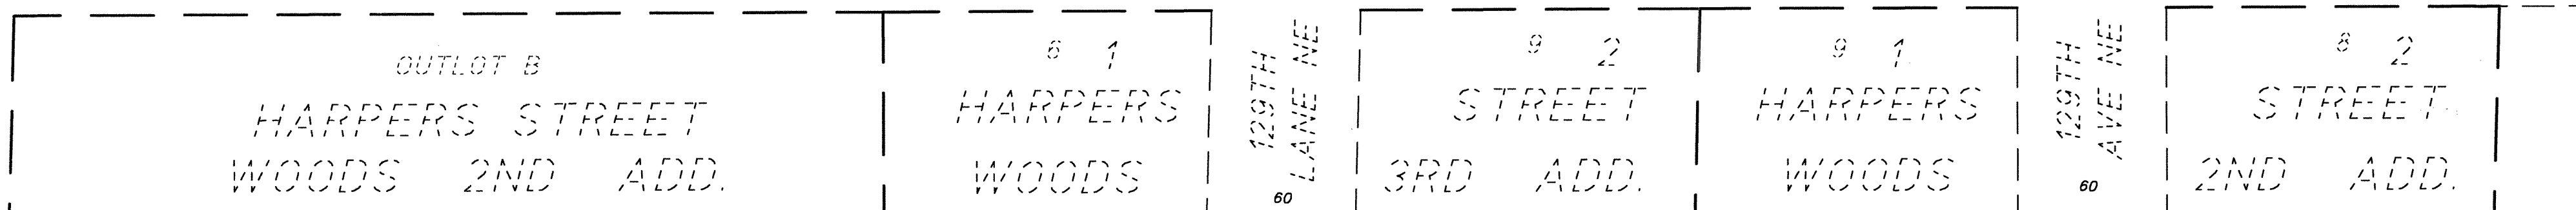 OUTLOT B
HARPERS STREET
WOODS 2ND ADD.
6 1
HARPERS
WOODS
129TH
LANE NE
60
9 2
STREET
3RD ADD.
9 1
HARPERS
WOODS
129TH
AVE NE
60
8 2
STREET
2ND ADD.